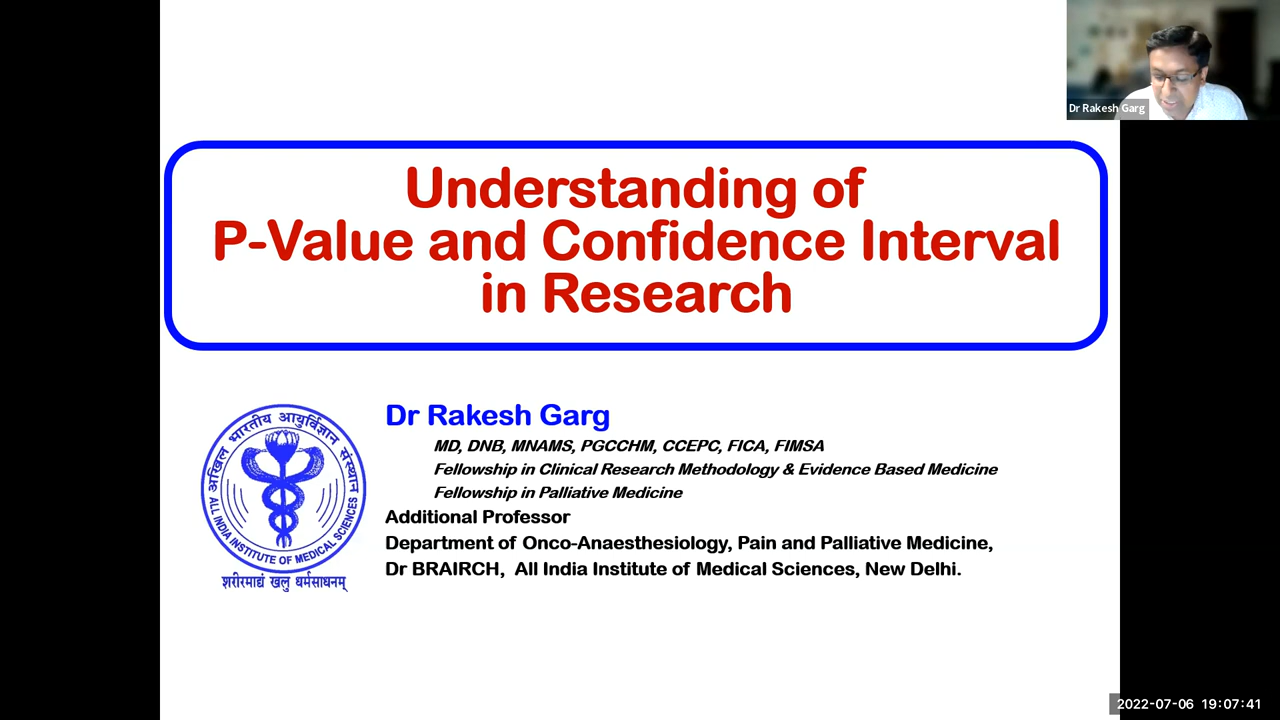 Dr Rakesh Garg
Understanding of
P-Value and Confidence Interval
in Research
Dr Rakesh Garg
MD, DNB, MNAMS, PGCCHM, CCEPC, FICA, FIMSA
Fellowship in Clinical Research Methodology & Evidence Based Medicine
Fellowship in Palliative Medicine
Additional Professor
Department of Onco-Anaesthesiology, Pain and Palliative Medicine,
Dr BRAIRCH, All India Institute of Medical Sciences, New Delhi.
अखिल भारतीय आयुर्विज्ञान संस्थान
ALL INDIA INSTITUTE OF MEDICAL SCIENCES
शरीरमाद्यं खलु धर्मसाधनम्
2022-07-06 19:07:41